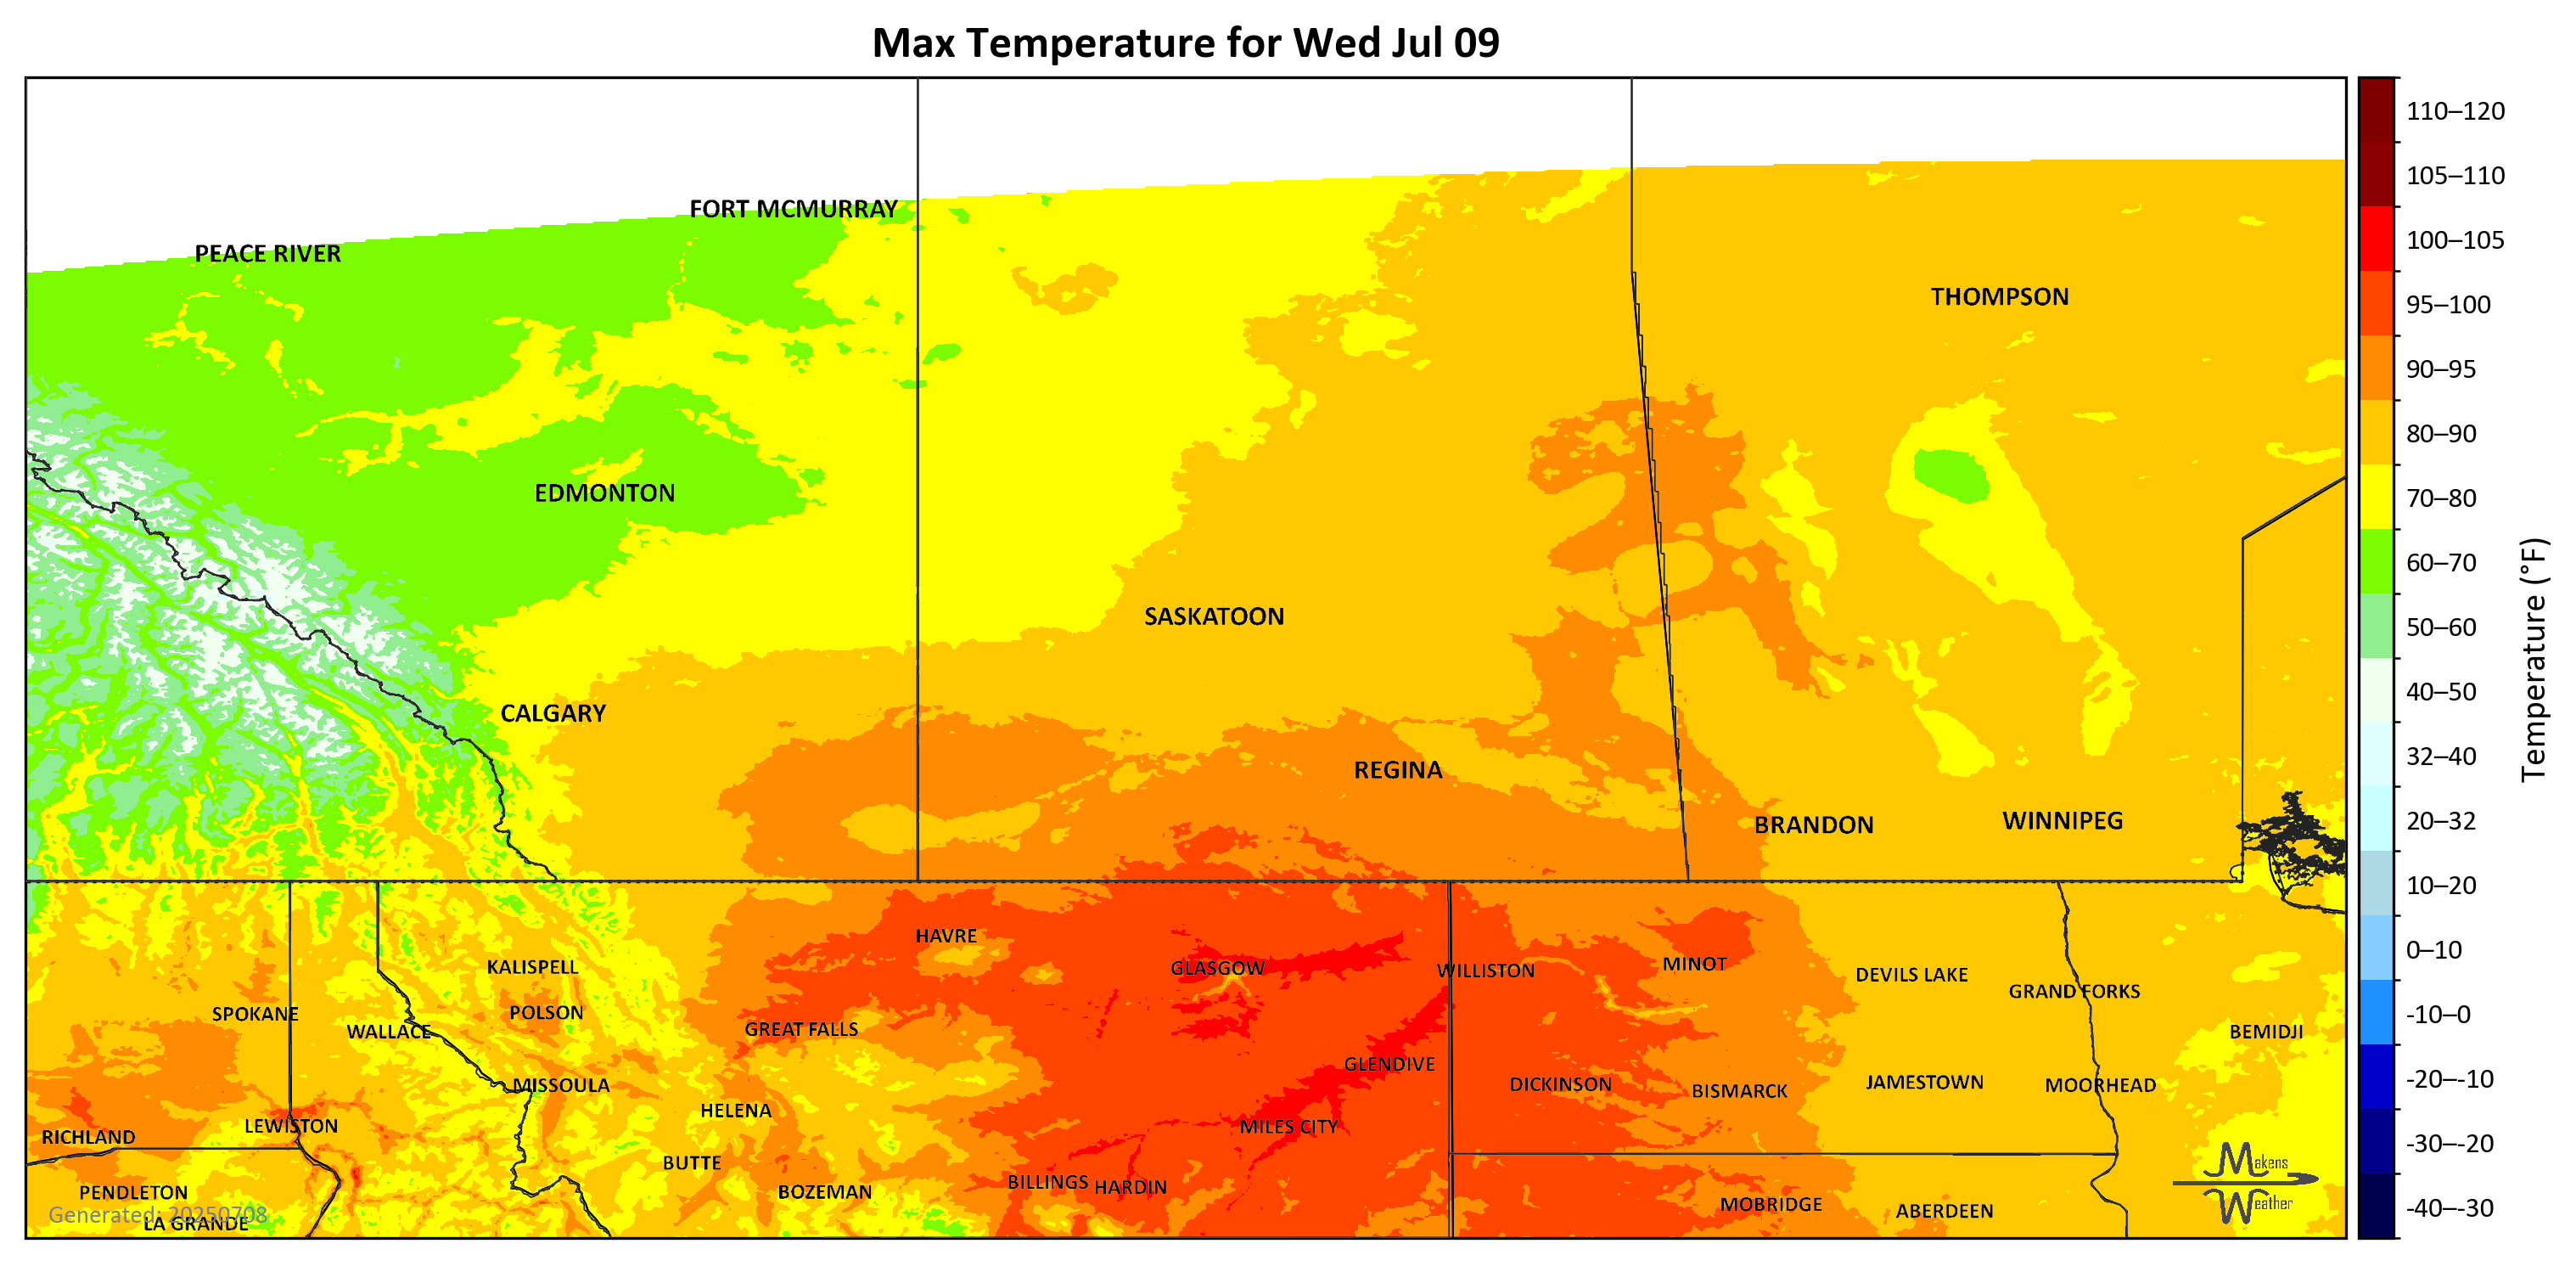 Max Temperature for Wed Jul 09
FORT MCMURRAY
PEACE RIVER
THOMPSON
EDMONTON
SASKATOON
CALGARY
REGINA
BRANDON
WINNIPEG
HAVRE
KALISPELL
GLASGOW
WILLISTON
MINOT
DEVILS LAKE
GRAND FORKS
SPOKANE
POLSON
WALLACE
GREAT FALLS
BEMIDJI
GLENDIVE
MISSOULA
DICKINSON
BISMARCK
JAMESTOWN
MOORHEAD
HELENA
LEWISTON
MILES CITY
RICHLAND
BUTTE
PENDLETON
BOZEMAN
BILLINGS
HARDIN
MOBRIDGE
ABERDEEN
Generated: 20250708
LA GRANDE
Makens
Weather
110–120
105–110
100–105
95–100
90–95
80–90
70–80
60–70
50–60
40–50
32–40
20–32
10–20
0–10
-10–0
-20–-10
-30–-20
-40–-30
Temperature (°F)